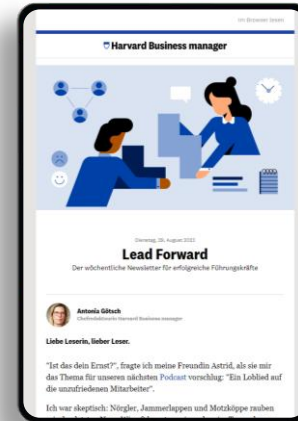 Im Browser lesen
Harvard Business manager
Dienstag, 29. August 2023
Lead Forward
Der wöchentliche Newsletter für erfolgreiche Führungskräfte
Antonia Götsch
Chefredakteurin Harvard Business manager
Liebe Leserin, lieber Leser,
"Ist das dein Ernst?", fragte ich meine Freundin Astrid, als sie mir
das Thema für unseren nächsten Podcast vorschlug: "Ein Loblied auf
die unzufriedenen Mitarbeiter".
Ich war skeptisch: Nörgler, Jammerlappen und Motzköppe rauben